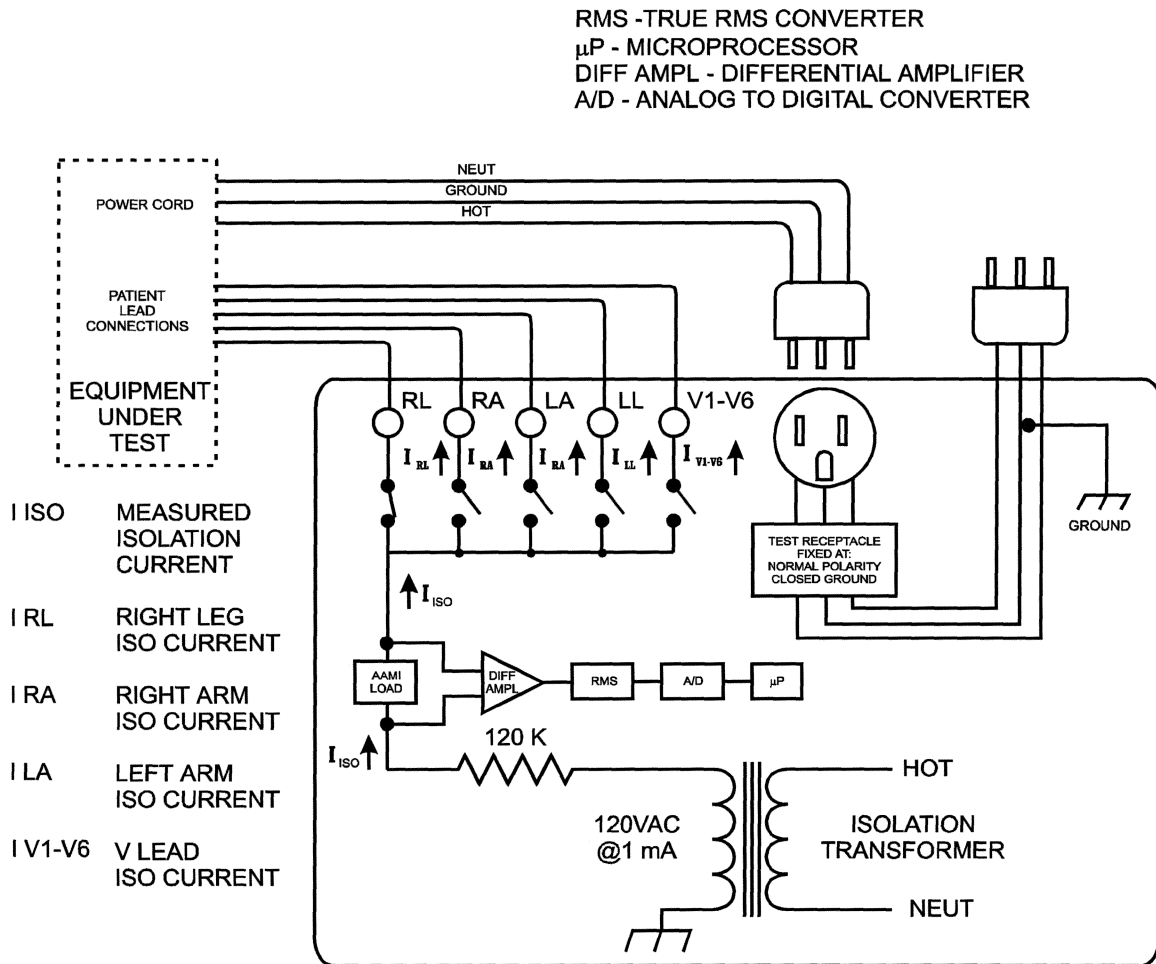 RMS -TRUE RMS CONVERTER
µP - MICROPROCESSOR
DIFF AMPL - DIFFERENTIAL AMPLIFIER
A/D - ANALOG TO DIGITAL CONVERTER
NEUT
GROUND
HOT
POWER CORD
PATIENT
LEAD
CONNECTIONS
EQUIPMENT
UNDER
TEST
RL
RA
LA
LL
V1-V6
I RL
I RA
I RA
I LL
I V1-V6
TEST RECEPTACLE
FIXED AT:
NORMAL POLARITY
CLOSED GROUND
GROUND
I ISO MEASURED
ISOLATION
CURRENT
I RL RIGHT LEG
ISO CURRENT
I RA RIGHT ARM
ISO CURRENT
I LA LEFT ARM
ISO CURRENT
I V1-V6 V LEAD
ISO CURRENT
I ISO
AAMI
LOAD
DIFF
AMPL
RMS
A/D
µP
I ISO
120 K
120VAC
@1 mA
HOT
ISOLATION
TRANSFORMER
NEUT